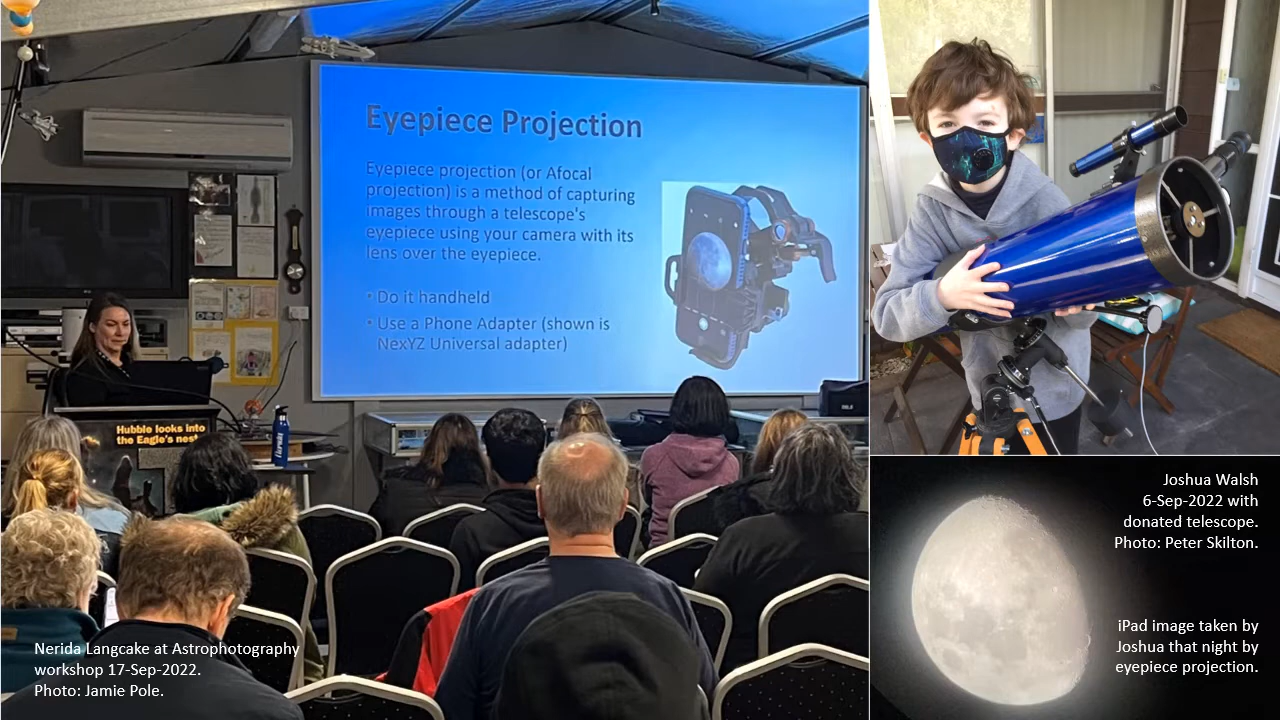 Eyepiece Projection
Eyepiece projection (or Afocal
projection) is a method of capturing
images through a telescope's
eyepiece using your camera with its
lens over the eyepiece.
• Do it handheld
• Use a Phone Adapter (shown is
NexYZ Universal adapter)
Hubble looks into
the Eagle's nest
Nerida Langcake at Astrophotography
workshop 17-Sep-2022.
Photo: Jamie Pole.
Joshua Walsh
6-Sep-2022 with
donated telescope.
Photo: Peter Skilton.
iPad image taken by
Joshua that night by
eyepiece projection.